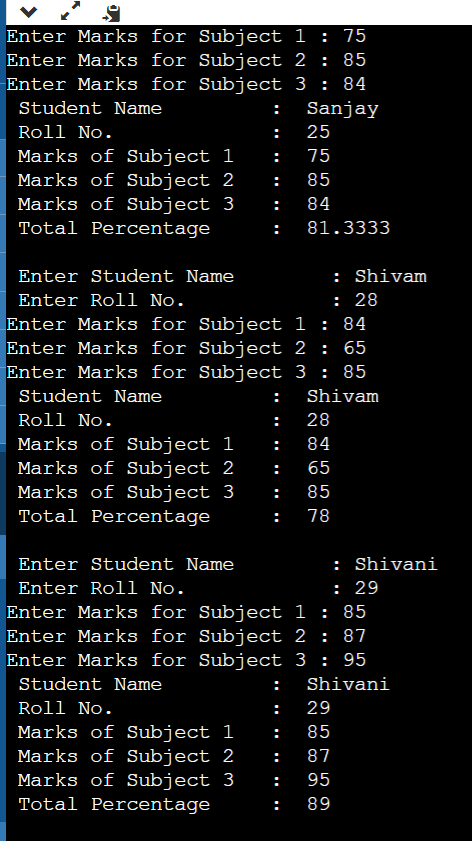 Enter Marks for Subject 1 : 75
Enter Marks for Subject 2 : 85
Enter Marks for Subject 3 : 84
 Student Name         :  Sanjay
 Roll No.             :  25
 Marks of Subject 1   :  75
 Marks of Subject 2   :  85
 Marks of Subject 3   :  84
 Total Percentage     :  81.3333

 Enter Student Name        : Shivam
 Enter Roll No.            : 28
Enter Marks for Subject 1 : 84
Enter Marks for Subject 2 : 65
Enter Marks for Subject 3 : 85
 Student Name         :  Shivam
 Roll No.             :  28
 Marks of Subject 1   :  84
 Marks of Subject 2   :  65
 Marks of Subject 3   :  85
 Total Percentage     :  78

 Enter Student Name        : Shivani
 Enter Roll No.            : 29
Enter Marks for Subject 1 : 85
Enter Marks for Subject 2 : 87
Enter Marks for Subject 3 : 95
 Student Name         :  Shivani
 Roll No.             :  29
 Marks of Subject 1   :  85
 Marks of Subject 2   :  87
 Marks of Subject 3   :  95
 Total Percentage     :  89